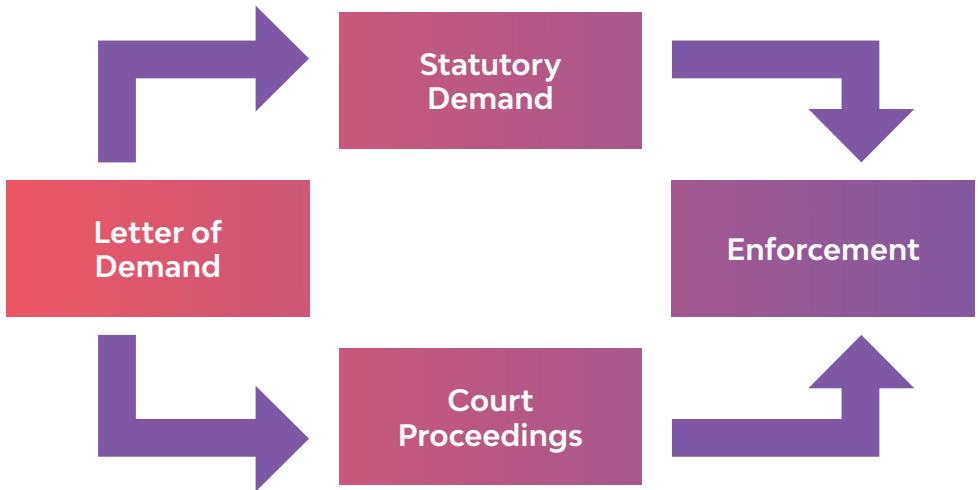 Statutory
Demand
Letter of
Demand
Enforcement
Court
Proceedings